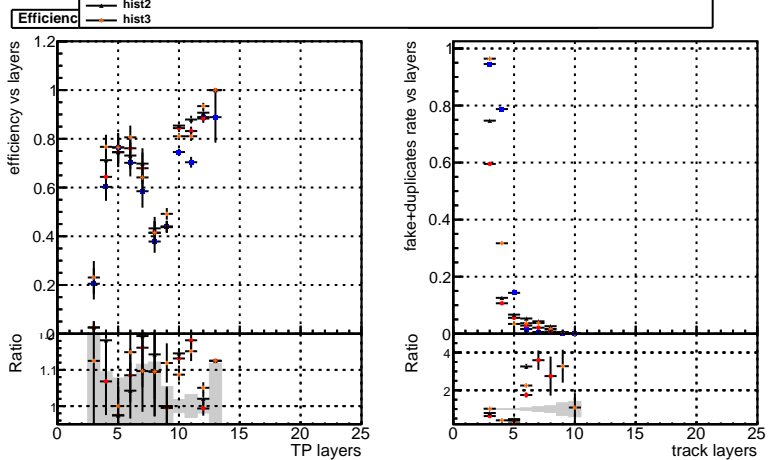 hist2
hist3
Efficienc
efficiency vs layers
1.2
1
0.8
0.6
0.4
0.2
0
Ratio
1.1
1
0 5 10 15 20 25
TP layers
fake+duplicates rate vs layers
1
0.8
0.6
0.4
0.2
0
Ratio
4
2
0 5 10 15 20 25
track layers